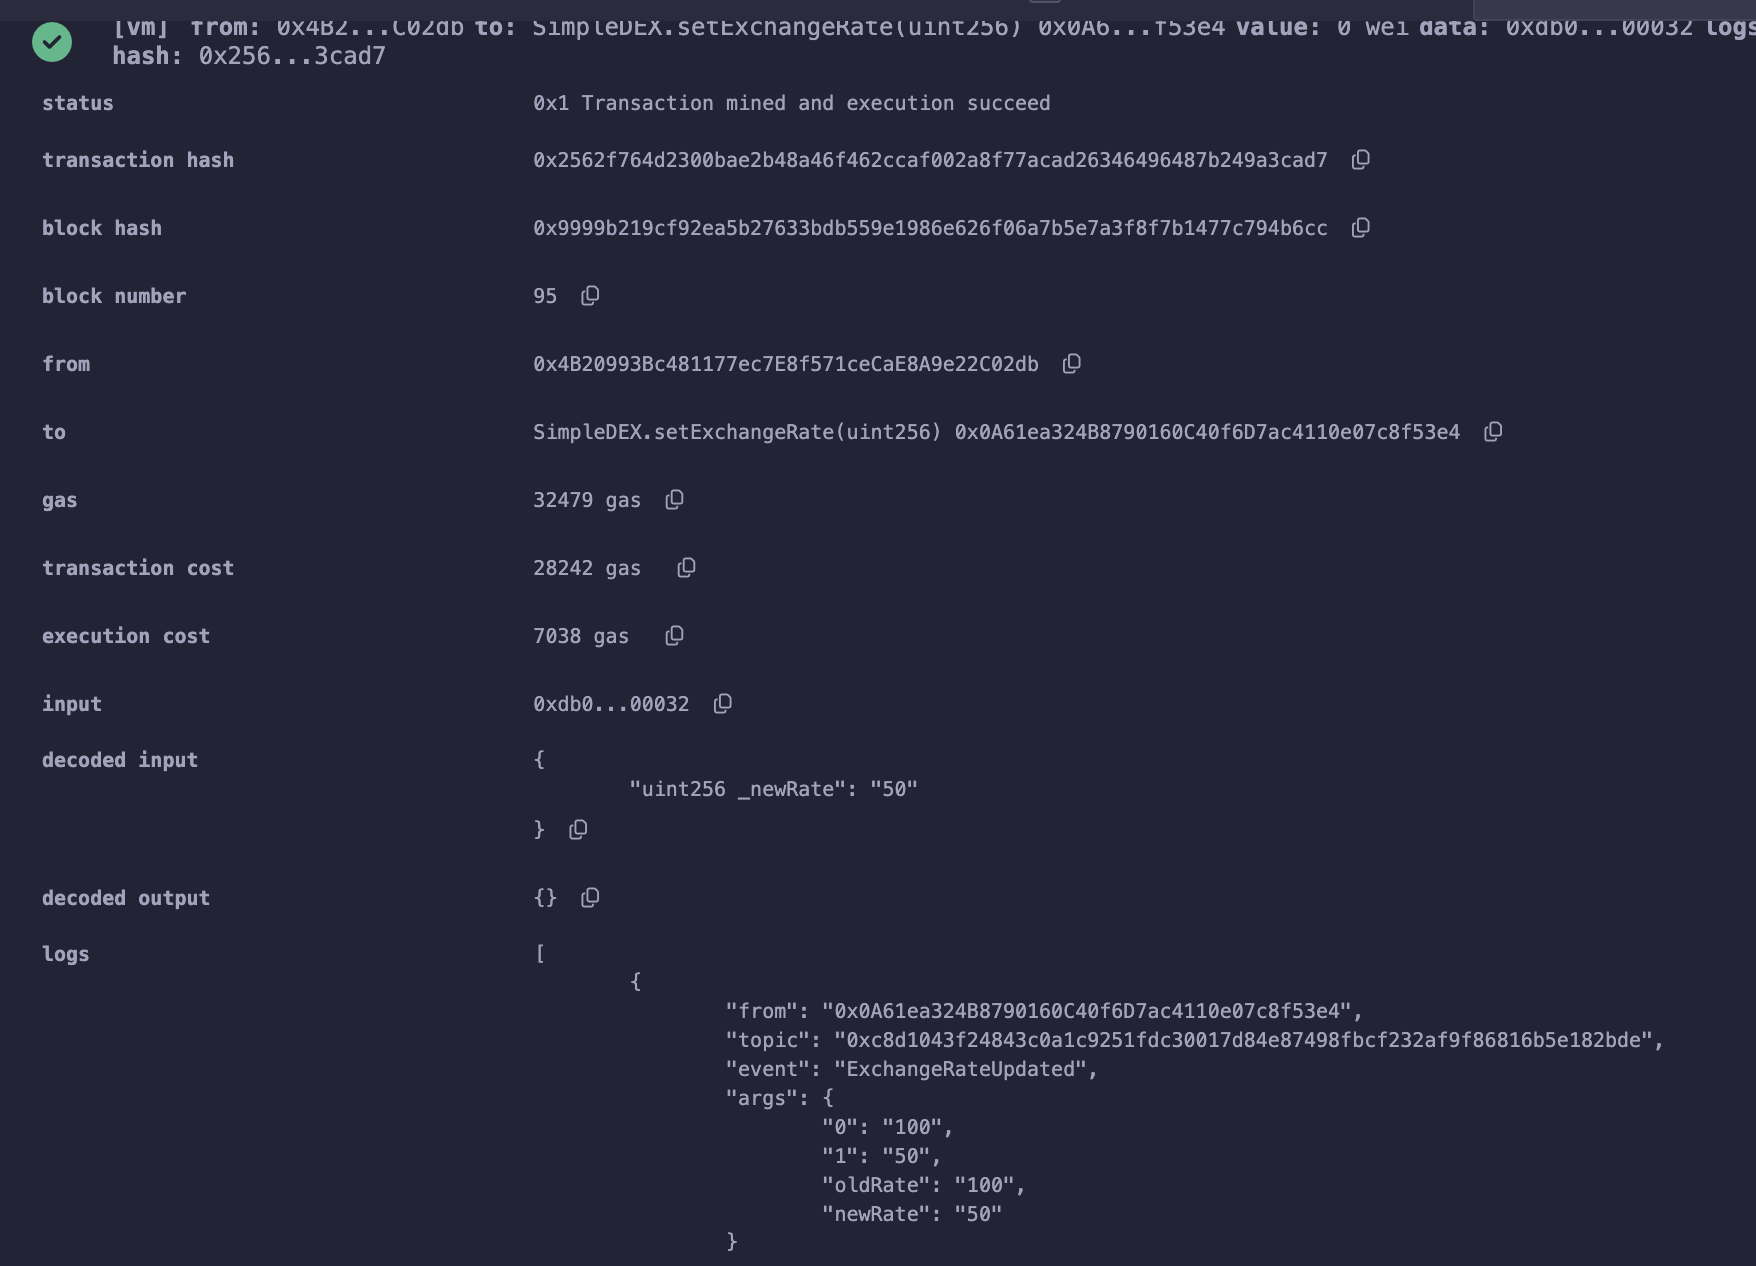 [vm] from: 0x4B2...C02db to: SimpleDEX.setExchangeRate(uint256) 0x0A6...f53e4 value: 0 wei data: 0xdb0...00032 logs
hash: 0x256...3cad7
status 0x1 Transaction mined and execution succeed
transaction hash 0x2562f764d2300bae2b48a46f462ccaf002a8f77acad26346496487b249a3cad7
block hash 0x9999b219cf92ea5b27633bdb559e1986e626f06a7b5e7a3f8f7b1477c794b6cc
block number 95
from 0x4B20993Bc481177ec7E8f571ceCaE8A9e22C02db
to SimpleDEX.setExchangeRate(uint256) 0x0A61ea324B8790160C40f6D7ac4110e07c8f53e4
gas 32479 gas
transaction cost 28242 gas
execution cost 7038 gas
input 0xdb0...00032
decoded input {
"uint256 _newRate": "50"
}
decoded output {}
logs [
{
"from": "0x0A61ea324B8790160C40f6D7ac4110e07c8f53e4",
"topic": "0xc8d1043f24843c0a1c9251fdc30017d84e87498fbcf232af9f86816b5e182bde",
"event": "ExchangeRateUpdated",
"args": {
"0": "100",
"1": "50",
"oldRate": "100",
"newRate": "50"
}